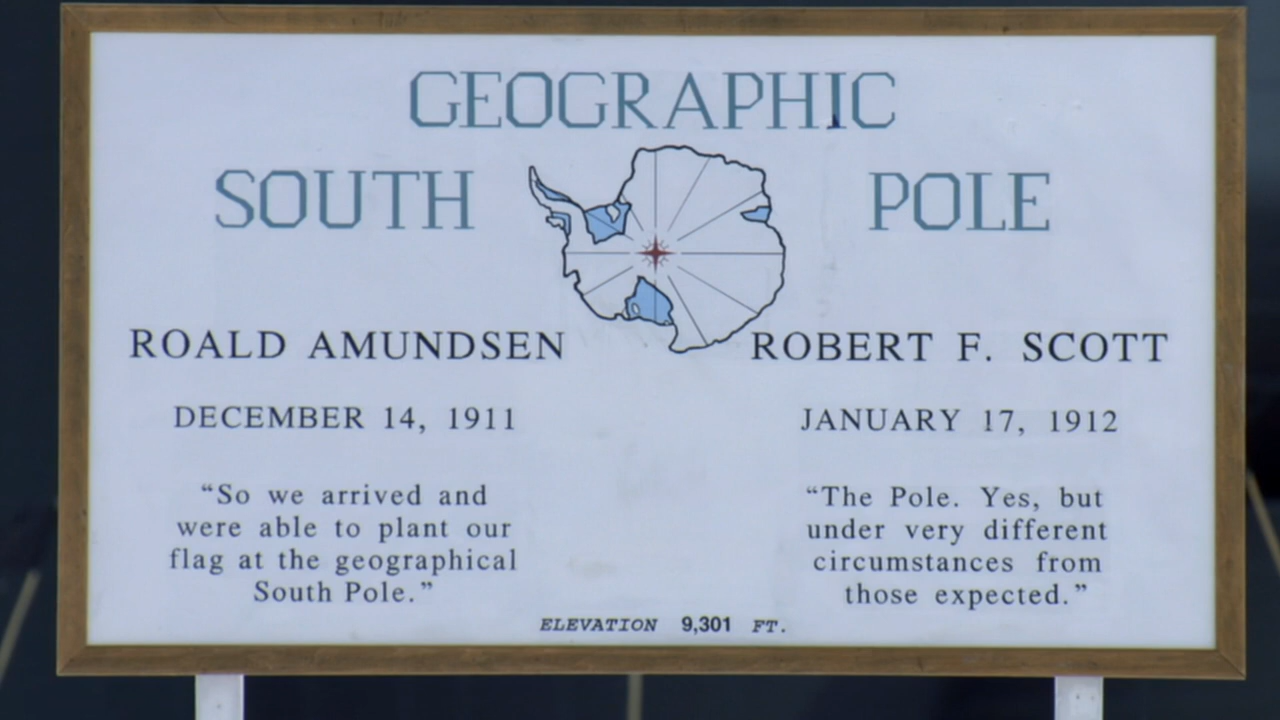 GEOGRAPHIC
SOUTH POLE
ROALD AMUNDSEN
DECEMBER 14, 1911
“So we arrived and
were able to plant our
flag at the geographical
South Pole.”
ROBERT F. SCOTT
JANUARY 17, 1912
“The Pole. Yes, but
under very different
circumstances from
those expected.”
ELEVATION 9,301 FT.